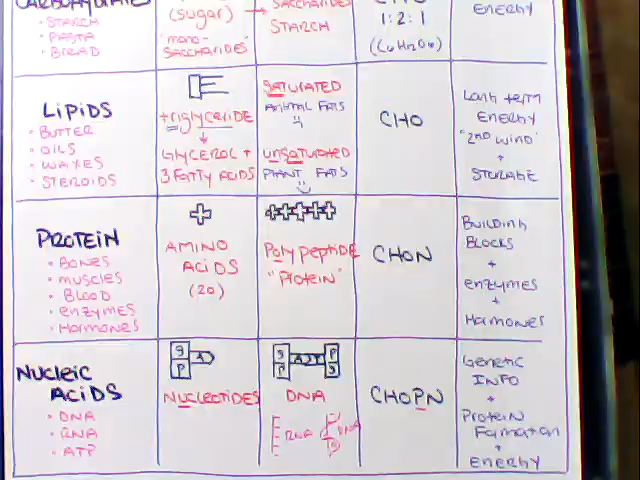 CARBOHYDRATES
• STARCH
• PASTA
• BREAD
(sugar)
"mono-
SACCHARIDES"
SACCHARIDES
STARCH
CHO
1:2:1
(C6H12O6)
ENERGY
LIPIDS
• BUTTER
• OILS
• WAXES
• STEROIDS
triglyceride
GLYCEROL +
3 FATTY ACIDS
SATURATED
ANIMAL FATS
UNSATURATED
PLANT FATS
CHO
Long term
ENERGY
"2ND WIND"
+
STORAGE
PROTEIN
• BONES
• muscles
• Blood
• enzymes
• Hormones
AMINO
ACIDS
(20)
Polypeptide
"Protein"
CHON
BUILDING
BLOCKS
+
enzymes
+
Hormones
NUCLEIC
ACIDS
• DNA
• RNA
• ATP
S
P
A
NUCLEOTIDES
S
P
A
T
P
S
DNA
RNA
DNA
CHOPN
Genetic
INFO
+
Protein
Formation
+
ENERGY